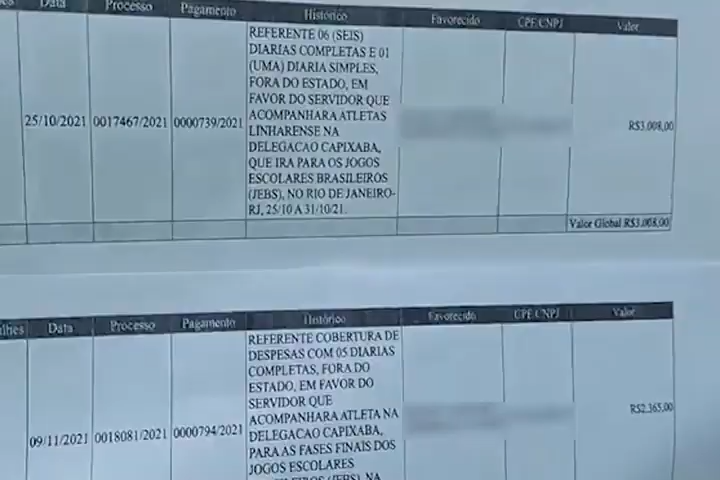 Data Processo Pagamento Histórico Favorecido CPF/CNPJ Valor
REFERENTE 06 (SEIS)
DIARIAS COMPLETAS E 01
(UMA) DIARIA SIMPLES,
FORA DO ESTADO, EM
FAVOR DO SERVIDOR QUE
25/10/2021 0017467/2021 0000739/2021 ACOMPANHARA ATLETAS R$3.008,00
LINHARENSE NA
DELEGACAO CAPIXABA,
QUE IRA PARA OS JOGOS
ESCOLARES BRASILEIROS
(JEBS), NO RIO DE JANEIRO-
RJ, 25/10 A 31/10/21.
Valor Global R$3.008,00
lhes Data Processo Pagamento Histórico Favorecido CPF/CNPJ Valor
REFERENTE COBERTURA DE
DESPESAS COM 05 DIARIAS
COMPLETAS, FORA DO
ESTADO, EM FAVOR DO
SERVIDOR QUE
ACOMPANHARA ATLETA NA
09/11/2021 0018081/2021 0000794/2021 DELEGACAO CAPIXABA, R$2.365,00
PARA AS FASES FINAIS DOS
JOGOS ESCOLARES
(JEBS), NA